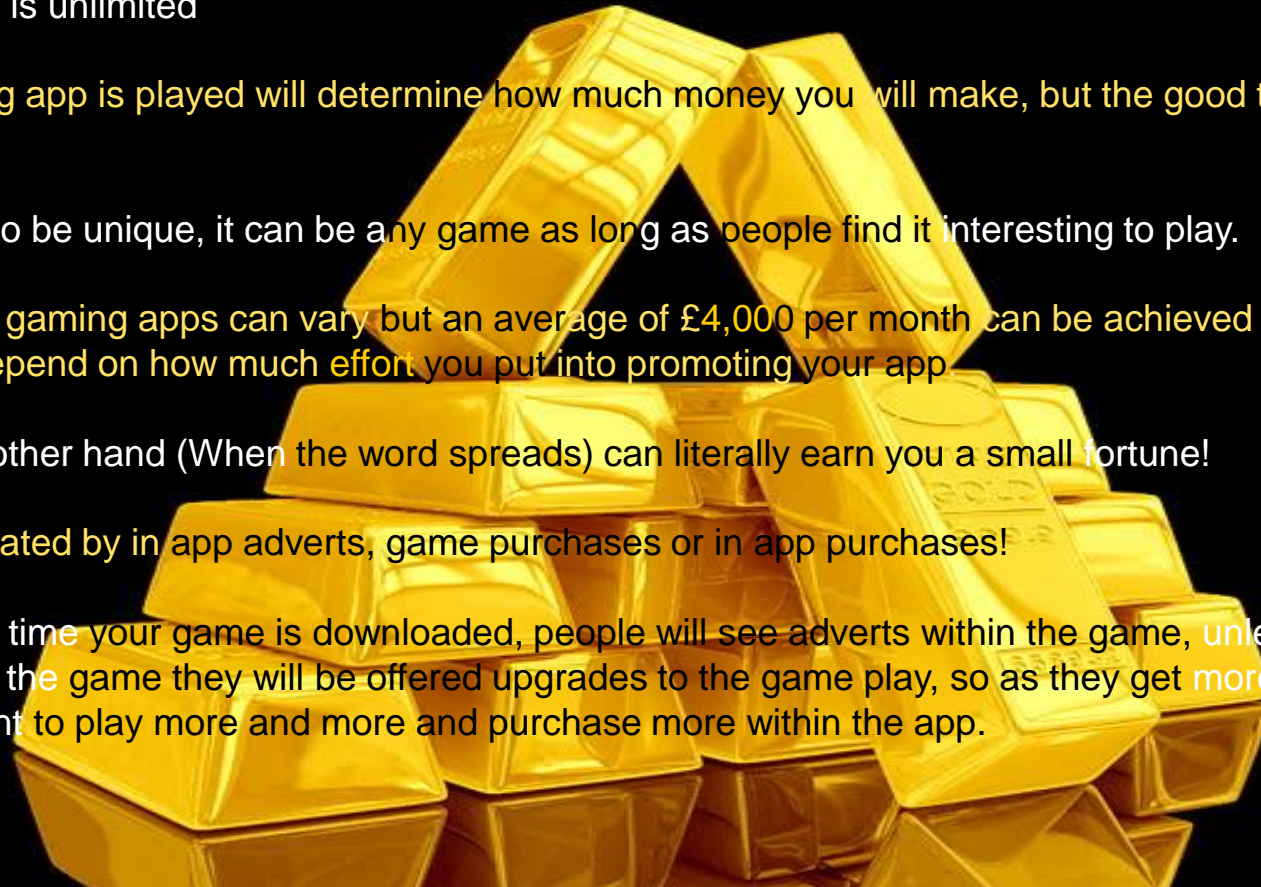 is unlimited
g app is played will determine how much money you will make, but the good t
o be unique, it can be any game as long as people find it interesting to play.
gaming apps can vary but an average of £4,000 per month can be achieved
epend on how much effort you put into promoting your app
other hand (When the word spreads) can literally earn you a small fortune!
ated by in app adverts, game purchases or in app purchases!
time your game is downloaded, people will see adverts within the game, unle
the game they will be offered upgrades to the game play, so as they get more
nt to play more and more and purchase more within the app.
GOLD